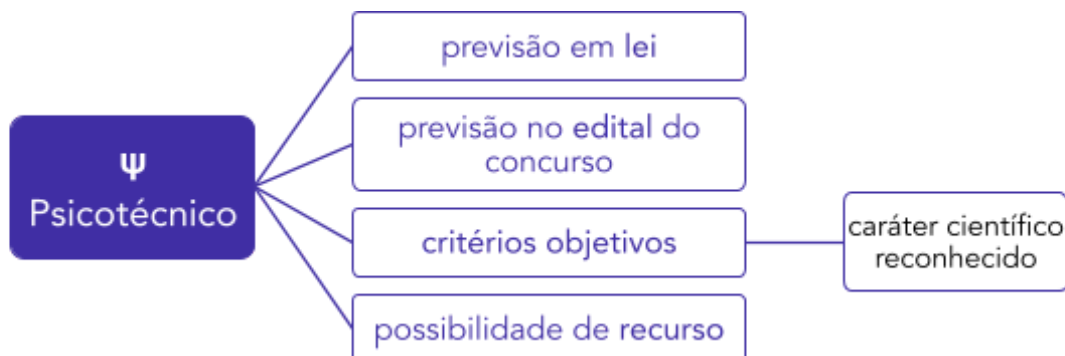 ψ
Psicotécnico
previsão em lei
previsão no edital do
concurso
critérios objetivos
caráter científico
reconhecido
possibilidade de recurso